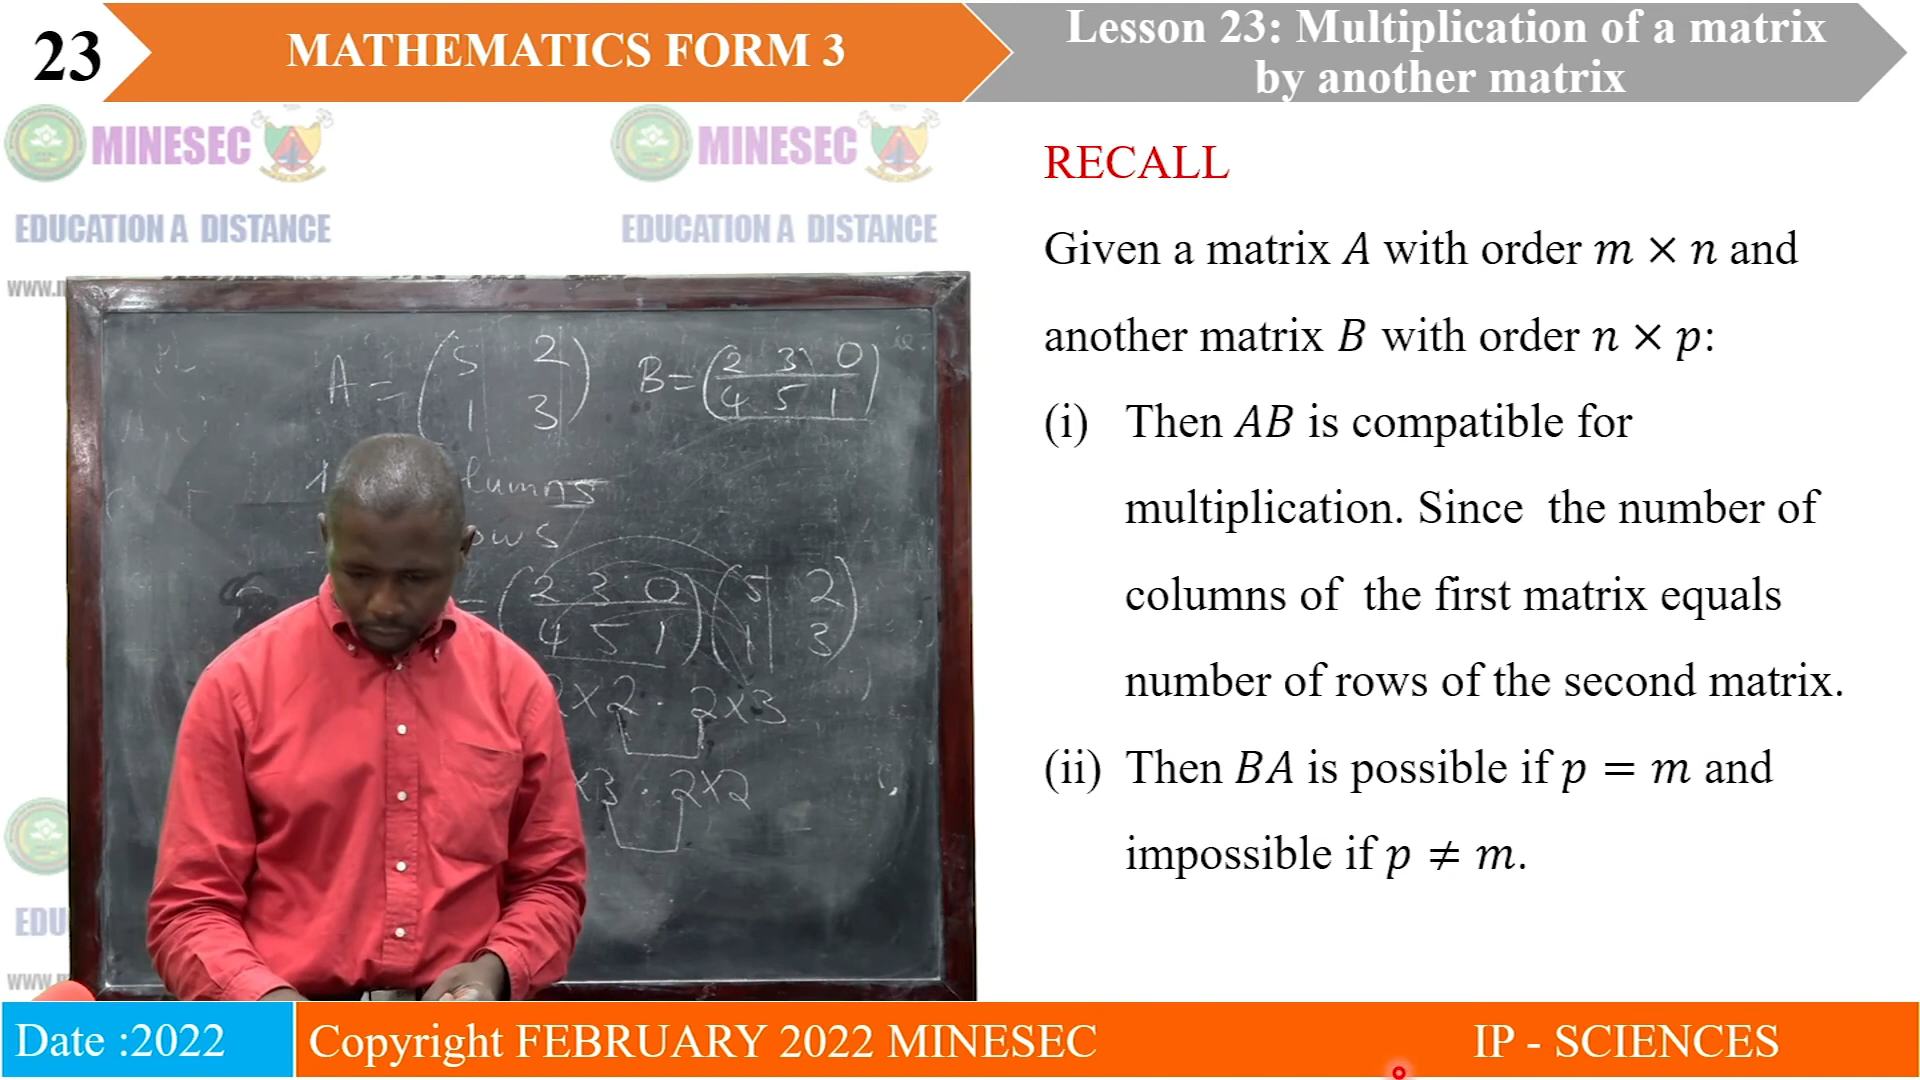 23
MATHEMATICS FORM 3
Lesson 23: Multiplication of a matrix
by another matrix
MINESEC
MINESEC
EDUCATION A DISTANCE
EDUCATION A DISTANCE
A = (5 2
1 3)
B = (2 3 0
4 5 1)
= (2 3 0
4 5 1) (5 2
1 3)
2×2 · 2×3
×3 · 2×2
RECALL
Given a matrix A with order m × n and
another matrix B with order n × p:
(i) Then AB is compatible for
multiplication. Since the number of
columns of the first matrix equals
number of rows of the second matrix.
(ii) Then BA is possible if p = m and
impossible if p ≠ m.
Date :2022
Copyright FEBRUARY 2022 MINESEC
IP - SCIENCES